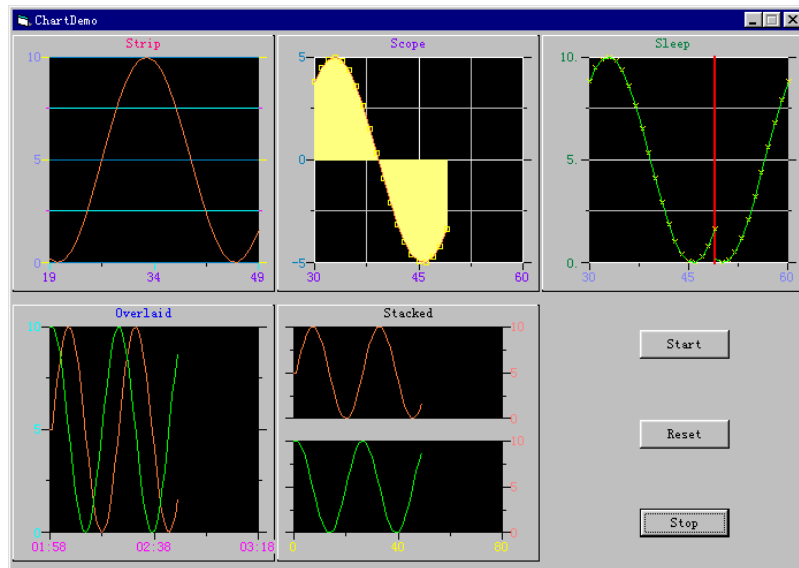 ChartDemo
Strip
10
5
0
19 34 49
Scope
5
0
-5
30 45 60
Sleep
10.
5.
0.
30 45 60
Overlaid
10
5
0
01:58 02:38 03:18
Stacked
10
5
0
10
5
0
0 40 80
Start
Reset
Stop